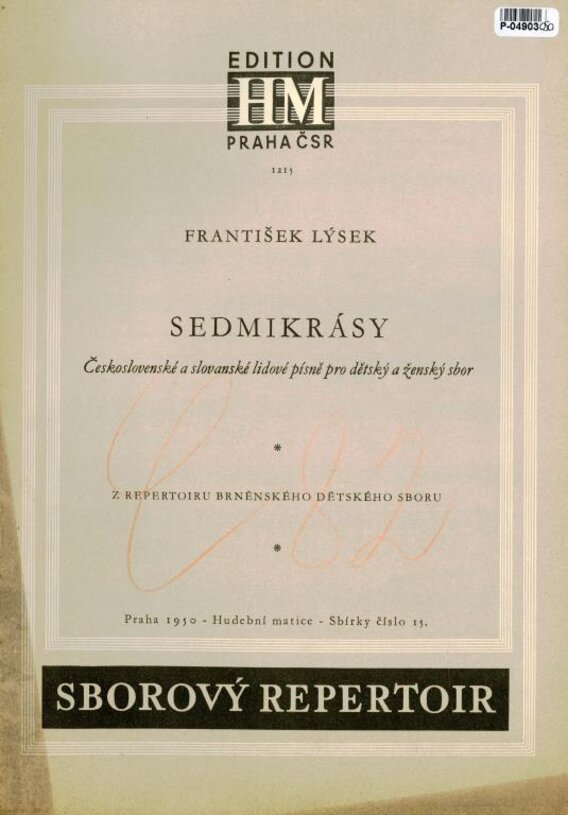 P-04903
EDITION
HM
PRAHA ČSR
1215
FRANTIŠEK LÝSEK
SEDMIKRÁSY
Československé a slovanské lidové písně pro dětský a ženský sbor
*
Z REPERTOIRU BRNĚNSKÉHO DĚTSKÉHO SBORU
*
Praha 1950 - Hudební matice - Sbírky číslo 15.
SBOROVÝ REPERTOIR